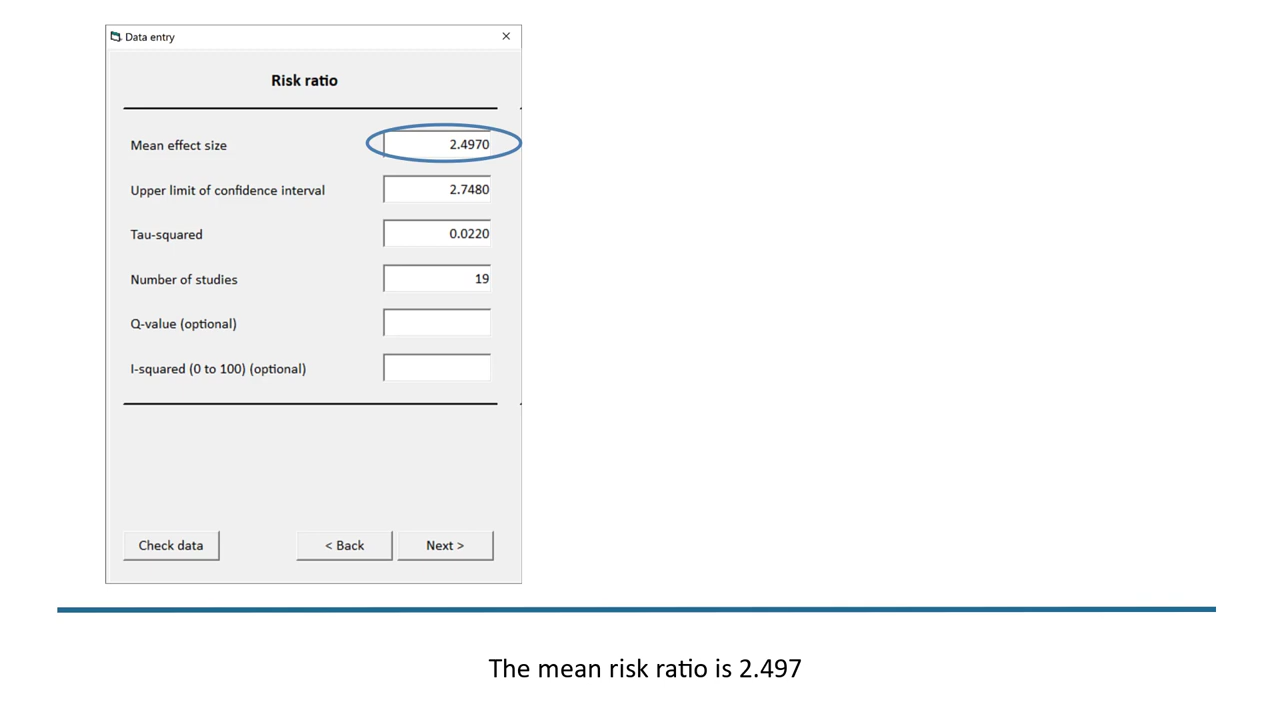 Data entry
Risk ratio
Mean effect size 2.4970
Upper limit of confidence interval 2.7480
Tau-squared 0.0220
Number of studies 19
Q-value (optional)
I-squared (0 to 100) (optional)
Check data < Back Next >
The mean risk ratio is 2.497